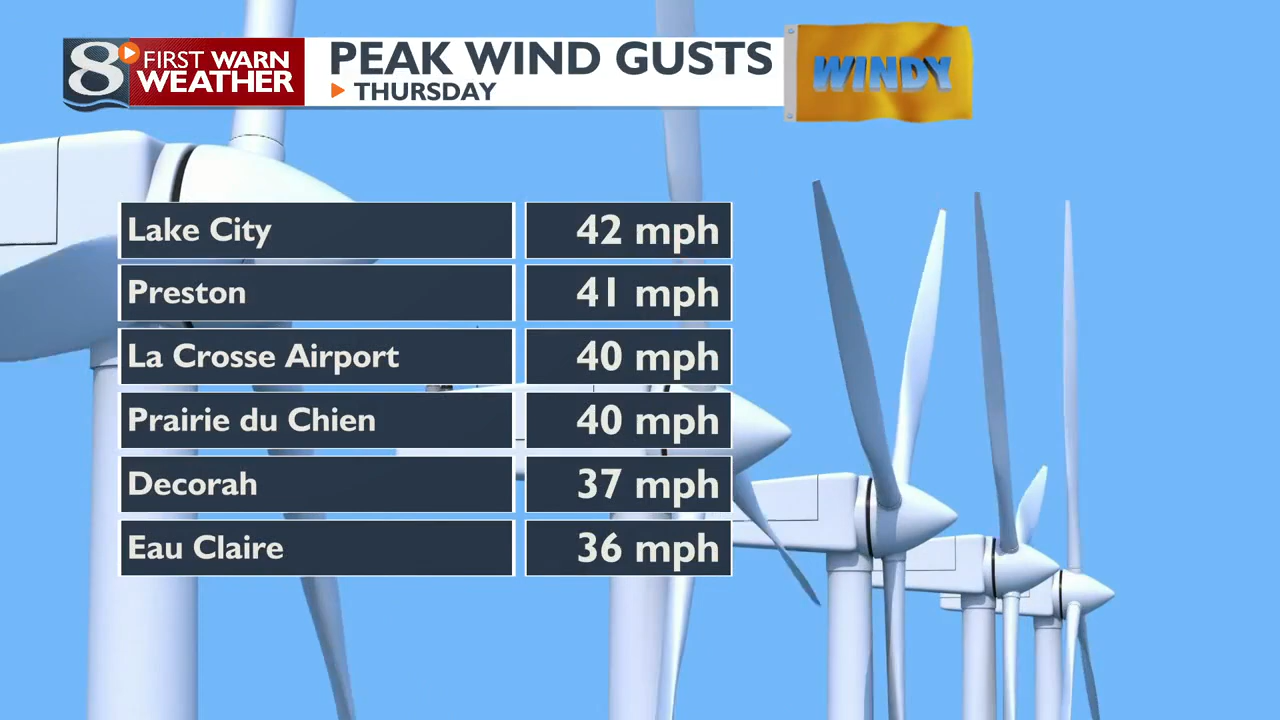 8 FIRST WARN
WEATHER
PEAK WIND GUSTS
THURSDAY
WINDY
Lake City 42 mph
Preston 41 mph
La Crosse Airport 40 mph
Prairie du Chien 40 mph
Decorah 37 mph
Eau Claire 36 mph